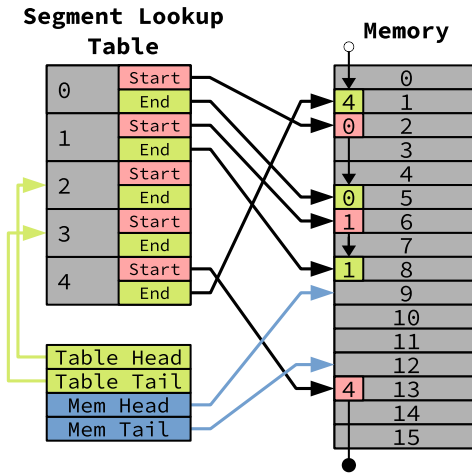 Segment Lookup
Table
0
Start
End
1
Start
End
2
Start
End
3
Start
End
4
Start
End
Table Head
Table Tail
Mem Head
Mem Tail
Memory
0
4 1
0 2
3
4
0 5
1 6
7
1 8
9
10
11
12
4 13
14
15